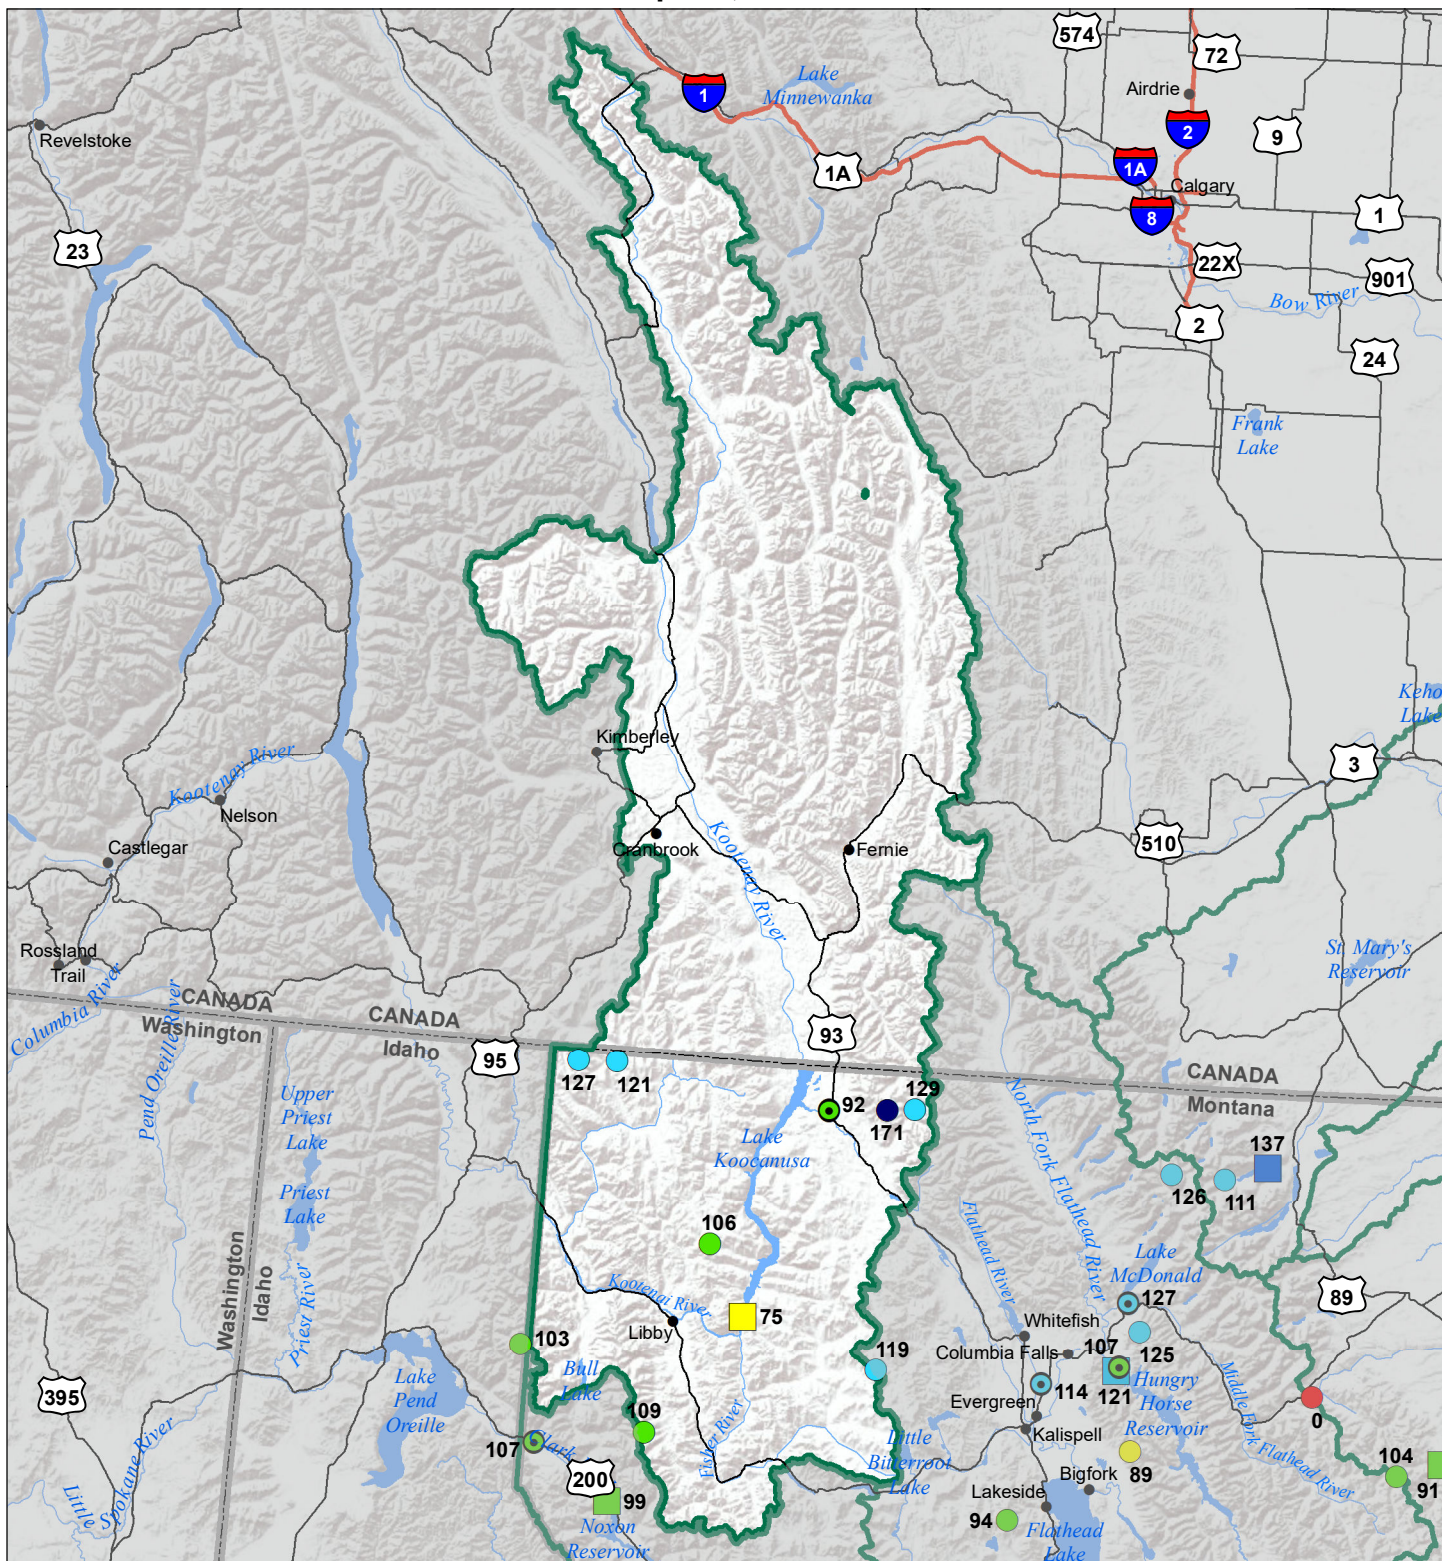 574
72
Lake
Minnewanka
Airdrie
1
Revelstoke
2
9
1A
1A
Calgary
8
1
23
22X
901
Bow River
2
24
Frank
Lake
Keho
Lake
Kimberley
3
Kootenay River
Nelson
Kootenay River
510
Castlegar
Cranbrook
Fernie
Rossland
Trail
St. Mary's
Reservoir
Columbia River
CANADA
Washington
CANADA
Idaho
Pend Oreille River
95
93
127
121
CANADA
Montana
92
171
129
North Fork Flathead River
Upper
Priest
Lake
Lake
Koocanusa
137
126
111
Priest
Lake
106
Flathead River
Lake
McDonald
Washington
Idaho
Priest River
Kootenai River
75
Libby
127
89
Whitefish
103
125
Columbia Falls
107
119
Bull
Lake
121
114
Hungry
Horse
Reservoir
Middle Fork Flathead River
0
395
Lake
Pend
Oreille
Evergreen
109
Kalispell
107
Clark
Fisher River
Little
Bitterroot
Lake
89
Little
Spokane River
200
99
Bigfork
104
91
Lakeside
94
Noxon
Reservoir
Flathead
Lake